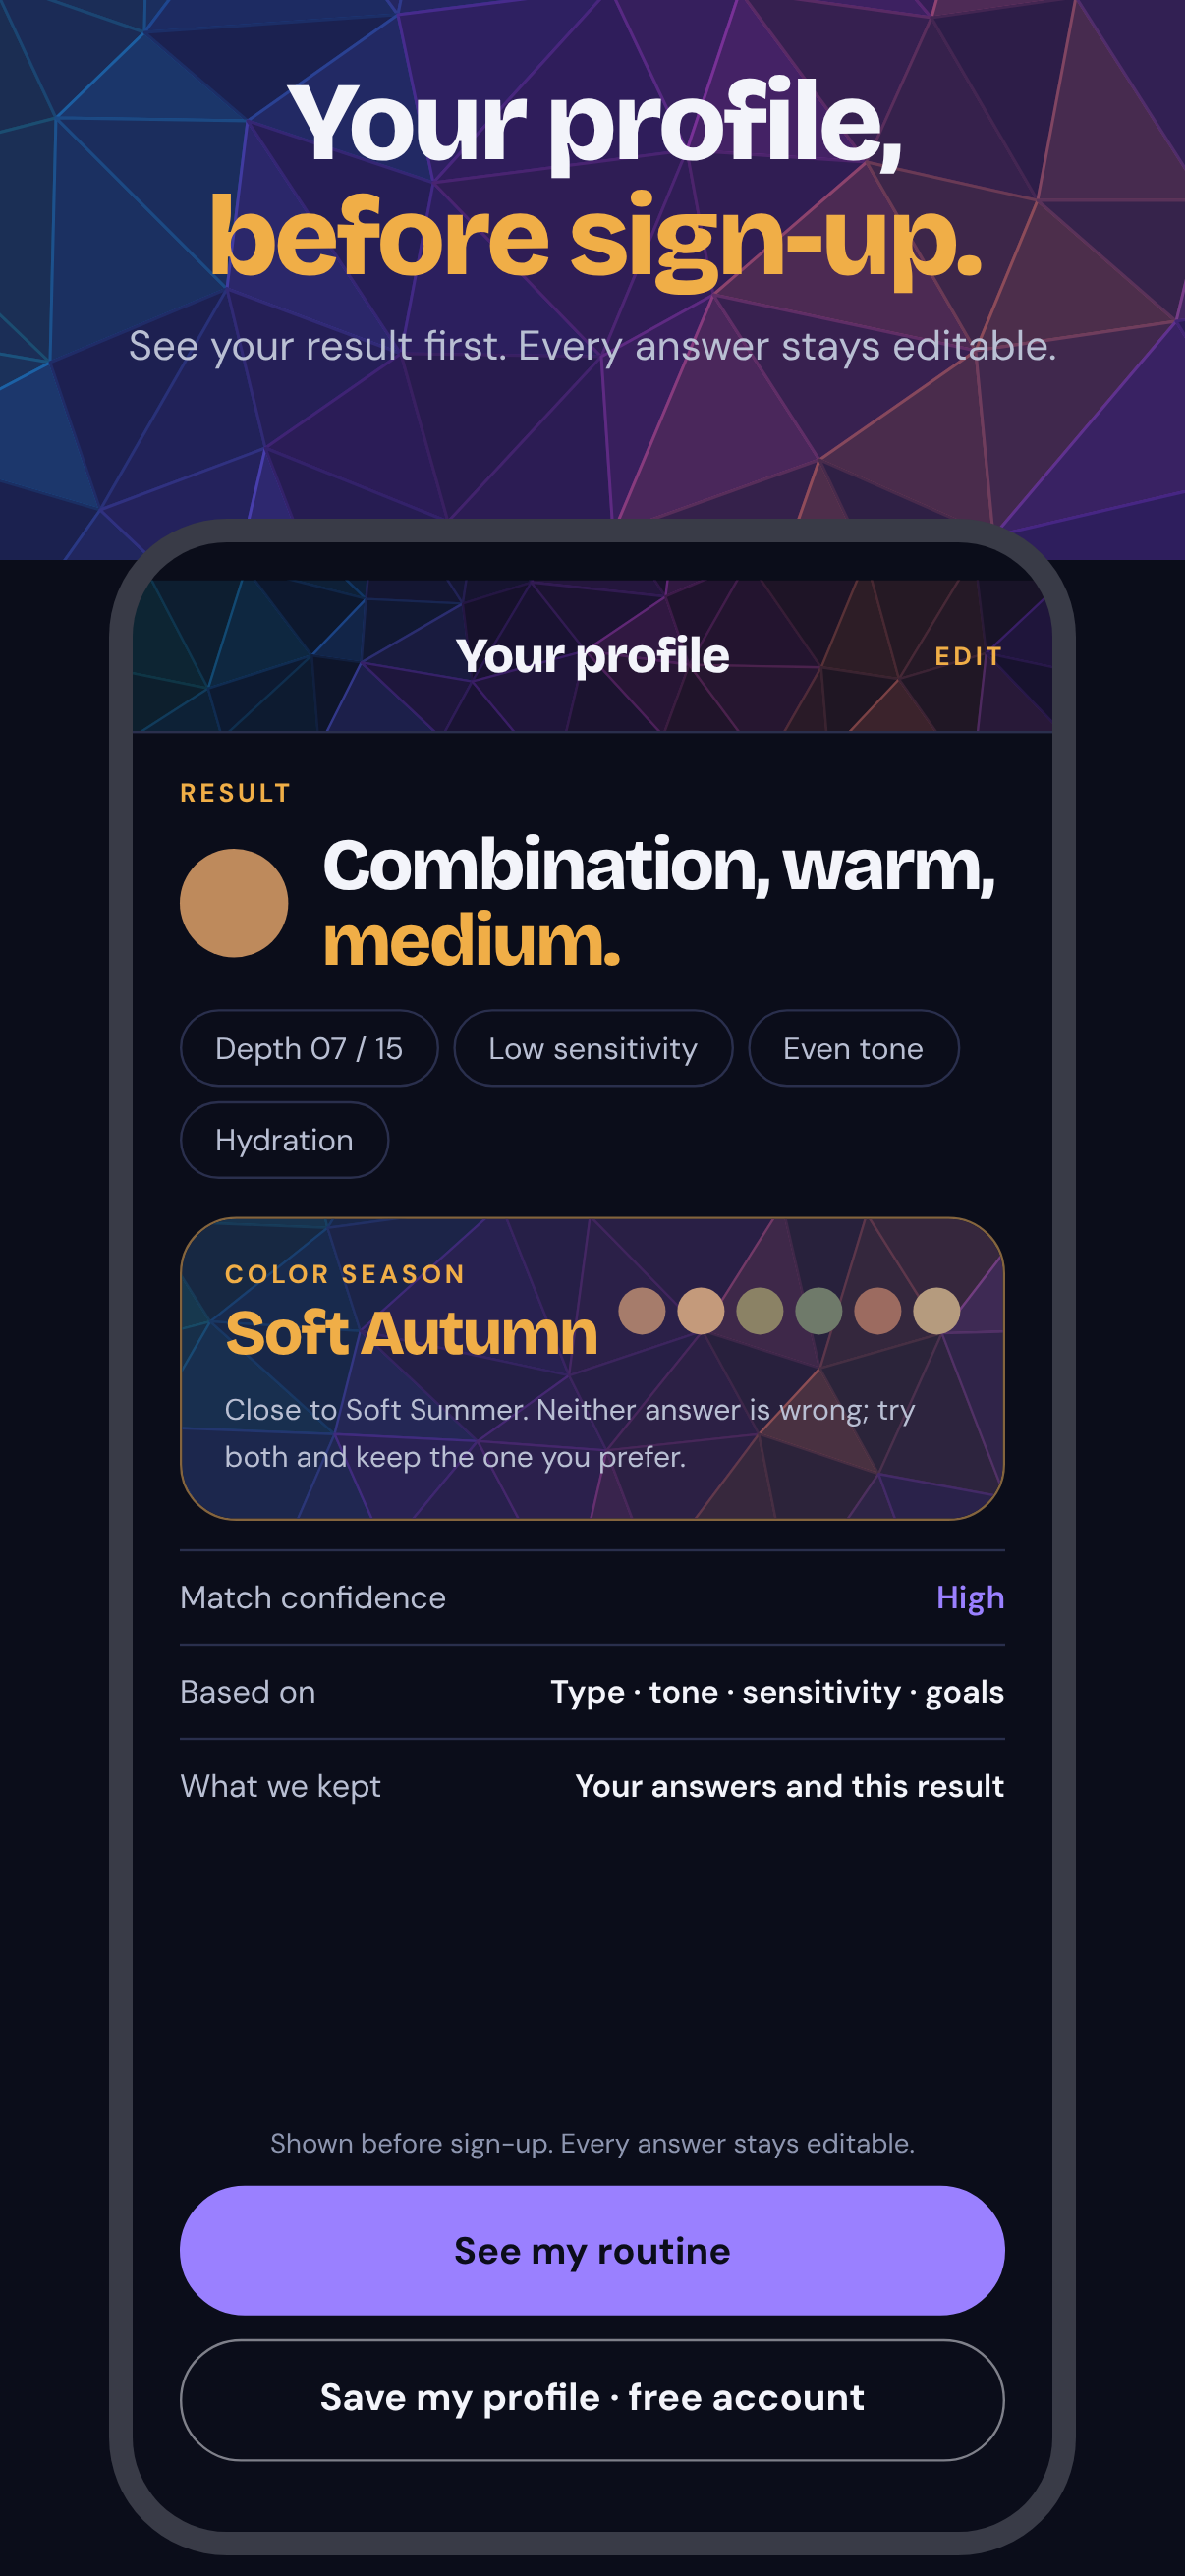 Your profile,
before sign-up.
See your result first. Every answer stays editable.
Your profile
EDIT
RESULT
Combination, warm,
medium.
Depth 07 / 15
Low sensitivity
Even tone
Hydration
COLOR SEASON
Soft Autumn
Close to Soft Summer. Neither answer is wrong; try
both and keep the one you prefer.
Match confidence
High
Based on
Type · tone · sensitivity · goals
What we kept
Your answers and this result
Shown before sign-up. Every answer stays editable.
See my routine
Save my profile · free account